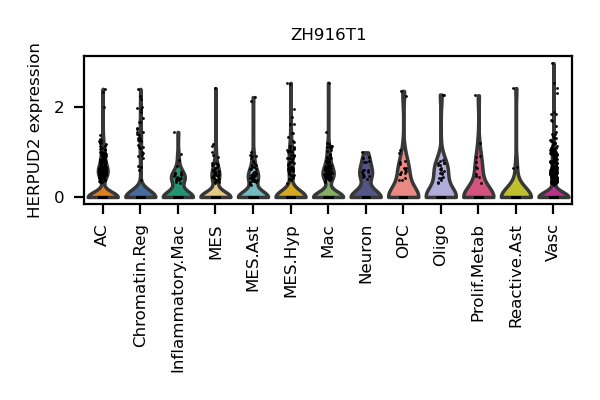 ZH916T1
HERPUD2 expression
2
0
AC
Chromatin.Reg
Inflammatory.Mac
MES
MES.Ast
MES.Hyp
Mac
Neuron
OPC
Oligo
Prolif.Metab
Reactive.Ast
Vasc